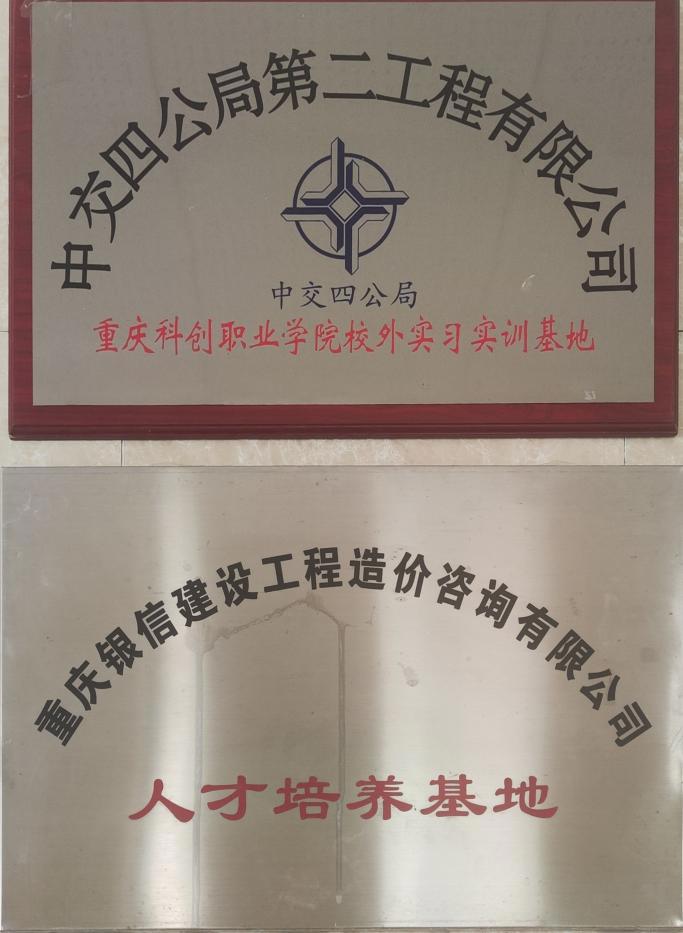 中交四公局第二工程有限公司
中交四公局
重庆科创职业学院校外实习实训基地
重庆银信建设工程造价咨询有限公司
人才培养基地